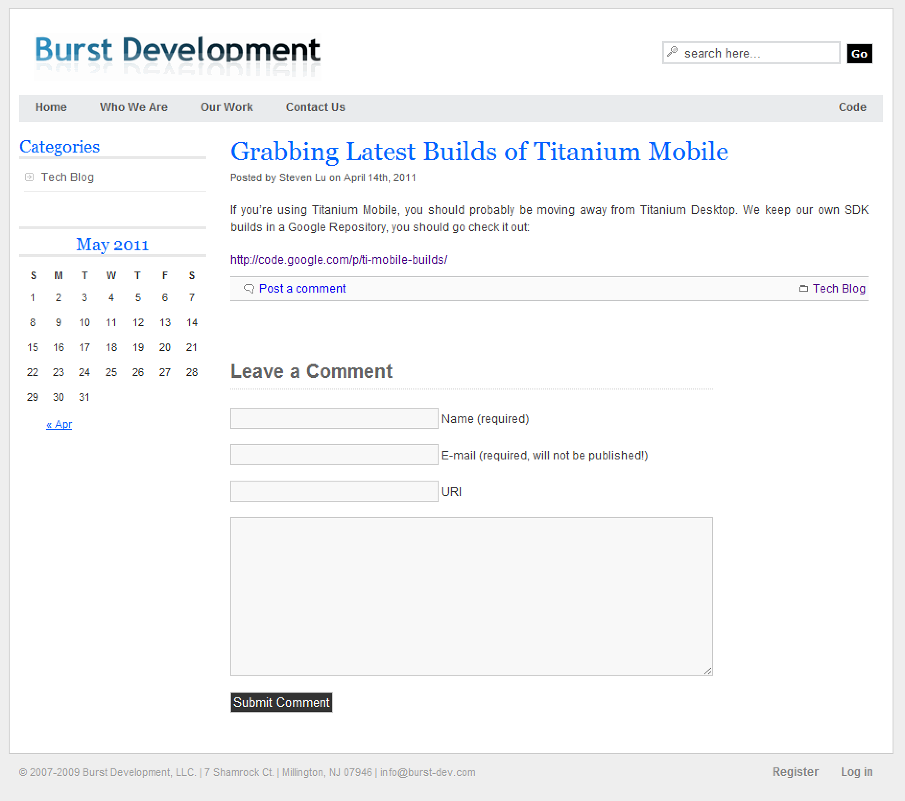 Burst Development
search here...
Go
Home Who We Are Our Work Contact Us Code
Categories
Tech Blog
May 2011
S M T W T F S
1 2 3 4 5 6 7
8 9 10 11 12 13 14
15 16 17 18 19 20 21
22 23 24 25 26 27 28
29 30 31
« Apr
Grabbing Latest Builds of Titanium Mobile
Posted by Steven Lu on April 14th, 2011
If you're using Titanium Mobile, you should probably be moving away from Titanium Desktop. We keep our own SDK
builds in a Google Repository, you should go check it out:
http://code.google.com/p/ti-mobile-builds/
Post a comment Tech Blog
Leave a Comment
Name (required)
E-mail (required, will not be published!)
URI
Submit Comment
© 2007-2009 Burst Development, LLC. | 7 Shamrock Ct. | Millington, NJ 07946 | info@burst-dev.com
Register Log in